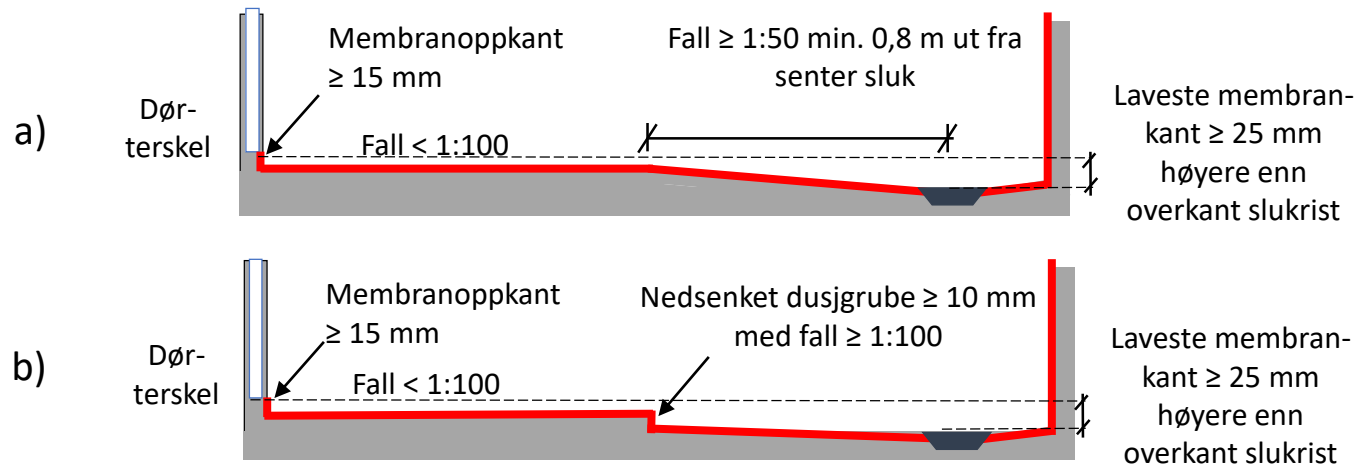 a)
Dør-
terskel
Membranoppkant
≥ 15 mm
Fall < 1:100
Fall ≥ 1:50 min. 0,8 m ut fra
senter sluk
Laveste membran-
kant ≥ 25 mm
høyere enn
overkant slukrist
b)
Dør-
terskel
Membranoppkant
≥ 15 mm
Fall < 1:100
Nedsenket dusjgrube ≥ 10 mm
med fall ≥ 1:100
Laveste membran-
kant ≥ 25 mm
høyere enn
overkant slukrist